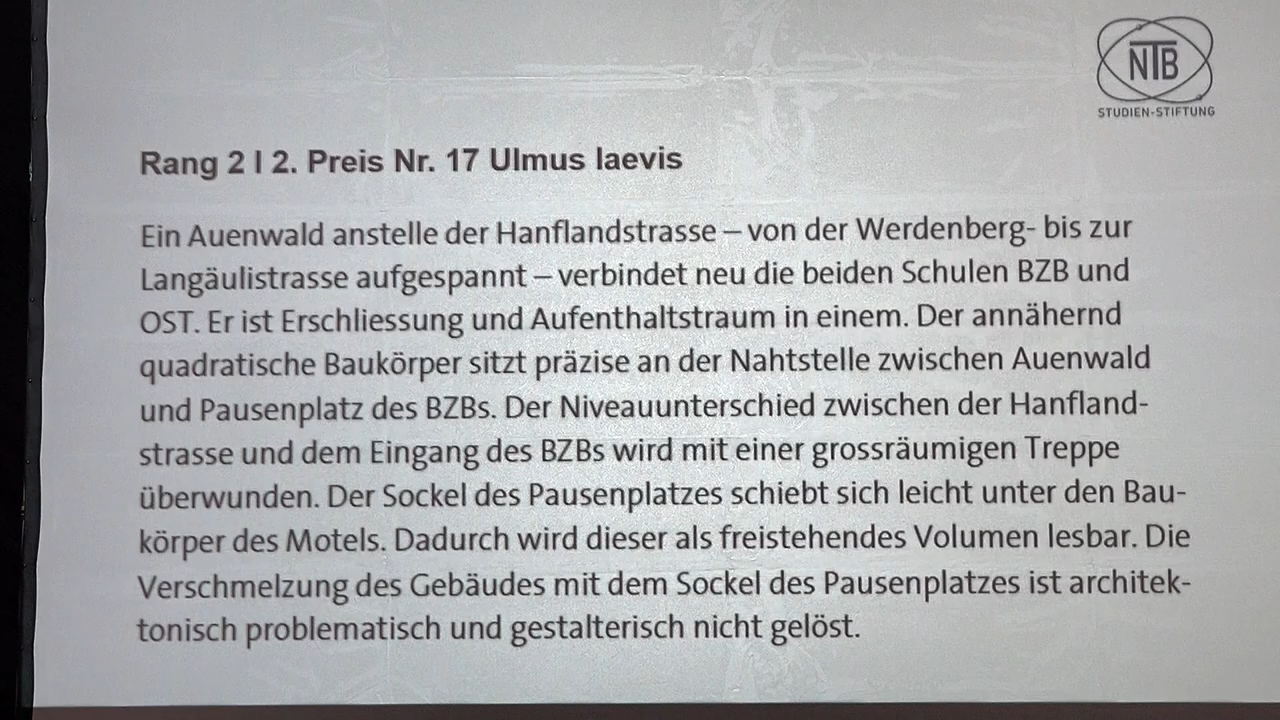 NTB
STUDIEN-STIFTUNG
Rang 2 I 2. Preis Nr. 17 Ulmus laevis
Ein Auenwald anstelle der Hanflandstrasse – von der Werdenberg- bis zur
Langäulistrasse aufgespannt – verbindet neu die beiden Schulen BZB und
OST. Er ist Erschliessung und Aufenthaltstraum in einem. Der annähernd
quadratische Baukörper sitzt präzise an der Nahtstelle zwischen Auenwald
und Pausenplatz des BZBs. Der Niveauunterschied zwischen der Hanfland-
strasse und dem Eingang des BZBs wird mit einer grossräumigen Treppe
überwunden. Der Sockel des Pausenplatzes schiebt sich leicht unter den Bau-
körper des Motels. Dadurch wird dieser als freistehendes Volumen lesbar. Die
Verschmelzung des Gebäudes mit dem Sockel des Pausenplatzes ist architek-
tonisch problematisch und gestalterisch nicht gelöst.